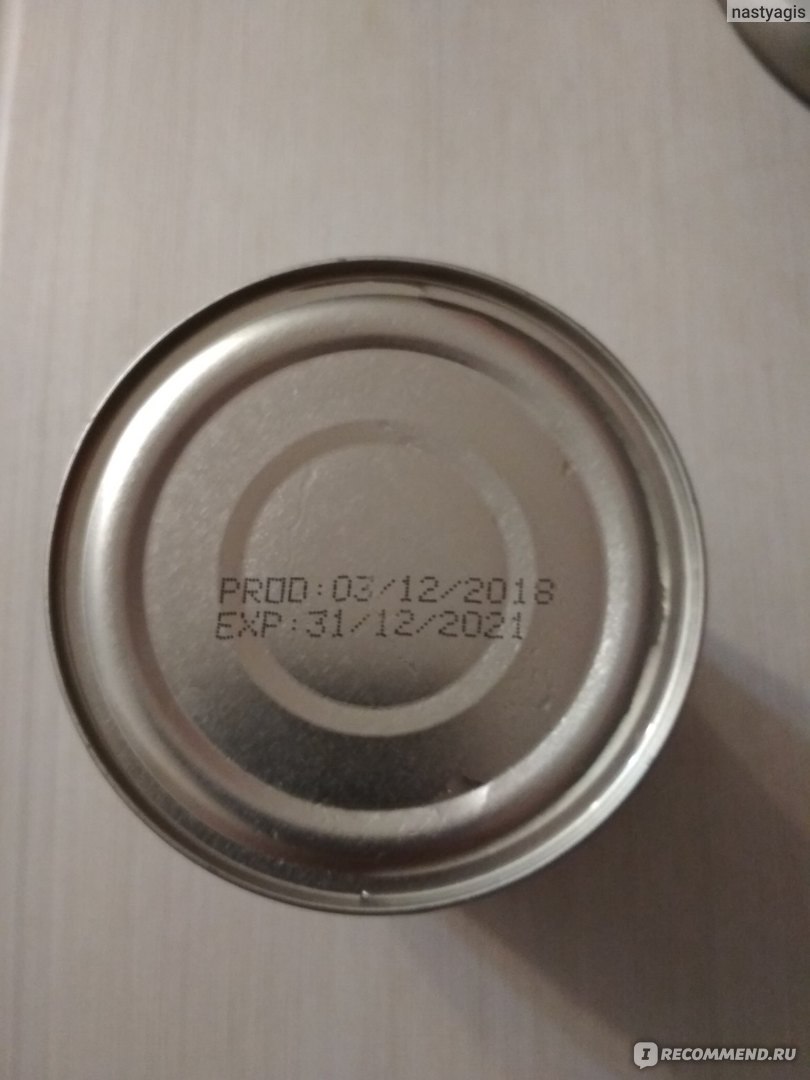 nastyagis
PROD:03/12/2018
EXP:31/12/2021
I RECOMMEND.RU